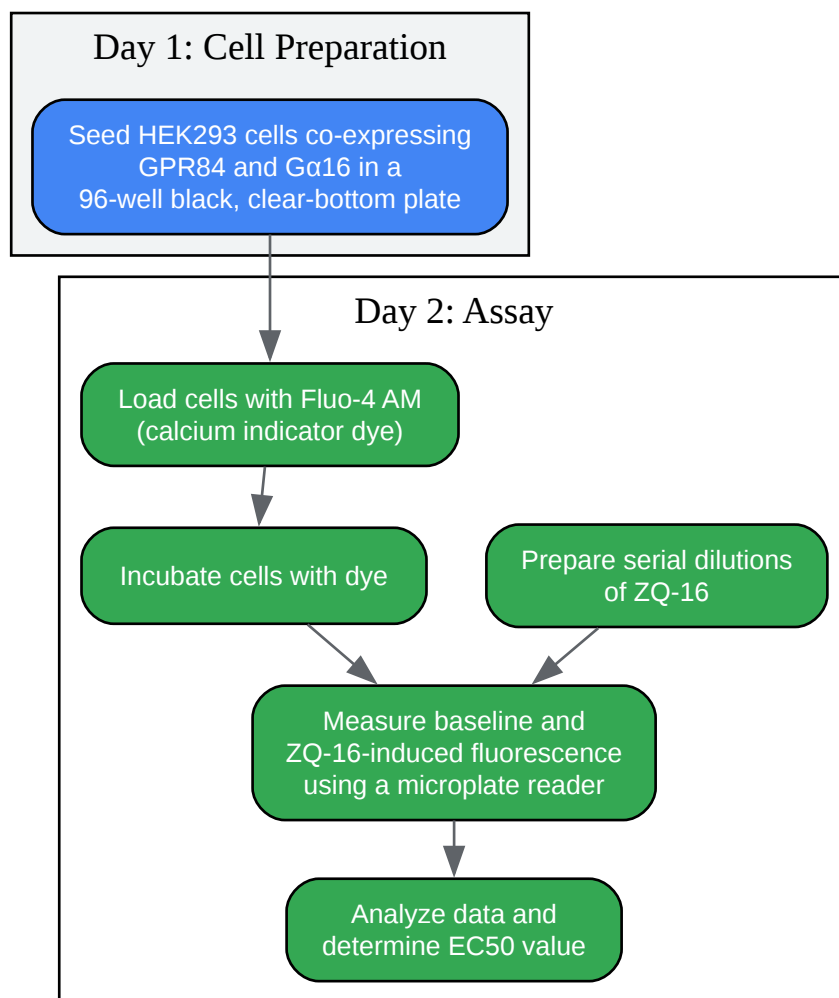 Day 1: Cell Preparation
Seed HEK293 cells co-expressing
GPR84 and Gα16 in a
96-well black, clear-bottom plate
Day 2: Assay
Load cells with Fluo-4 AM
(calcium indicator dye)
Incubate cells with dye
Prepare serial dilutions
of ZQ-16
Measure baseline and
ZQ-16-induced fluorescence
using a microplate reader
Analyze data and
determine EC50 value